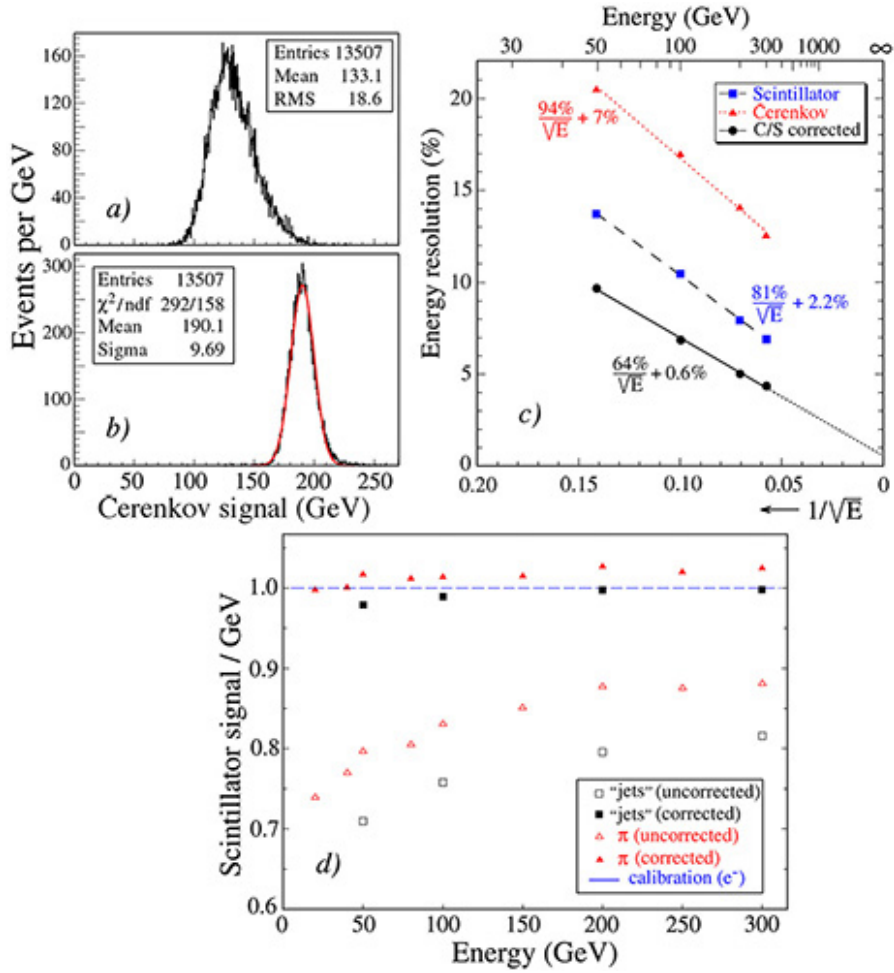 160
120
80
40
0
Entries 13507
Mean 133.1
RMS 18.6
a)
Events per GeV
300
200
100
0
Entries 13507
χ²/ndf 292/158
Mean 190.1
Sigma 9.69
b)
0 50 100 150 200 250
Čerenkov signal (GeV)
Energy (GeV)
30 50 100 300 1000 ∞
20
15
10
5
0
Energy resolution (%)
Scintillator
Čerenkov
C/S corrected
94%/√E + 7%
81%/√E + 2.2%
64%/√E + 0.6%
c)
0.20 0.15 0.10 0.05 0
← 1/√E
1.0
0.9
0.8
0.7
0.6
Scintillator signal / GeV
"jets" (uncorrected)
"jets" (corrected)
π (uncorrected)
π (corrected)
calibration (e⁻)
d)
0 50 100 150 200 250 300
Energy (GeV)